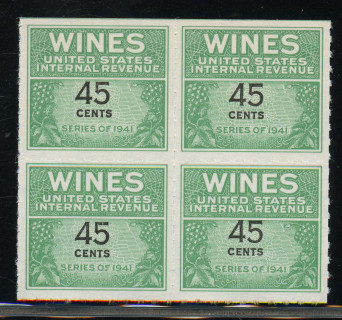 WINES
UNITED STATES
INTERNAL REVENUE
45
CENTS
SERIES OF 1941
WINES
UNITED STATES
INTERNAL REVENUE
45
CENTS
SERIES OF 1941
WINES
UNITED STATES
INTERNAL REVENUE
45
CENTS
SERIES OF 1941
WINES
UNITED STATES
INTERNAL REVENUE
45
CENTS
SERIES OF 1941